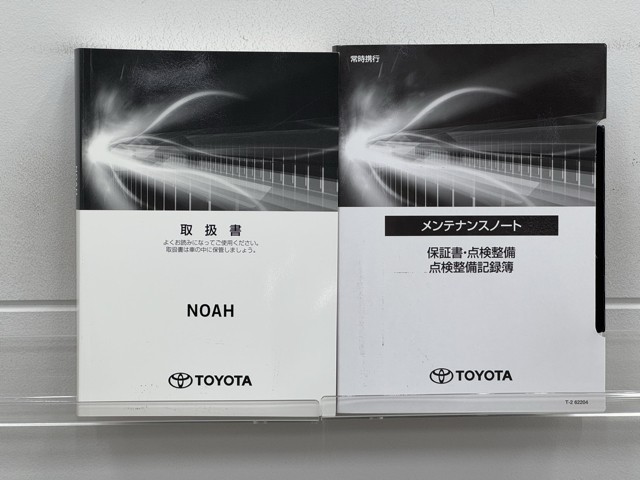 取扱書
よくお読みになってご使用ください。
取扱書は車の中に保管しましょう。
NOAH
TOYOTA
常時携行
メンテナンスノート
保証書・点検整備
点検整備記録簿
TOYOTA
T-2 62204